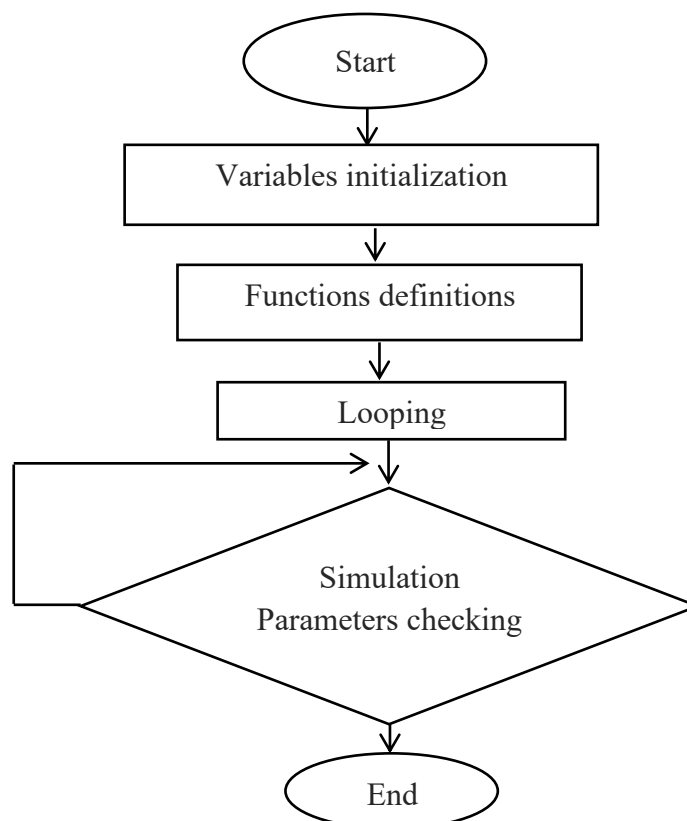 Start
Variables initialization
Functions definitions
Looping
Simulation
Parameters checking
End